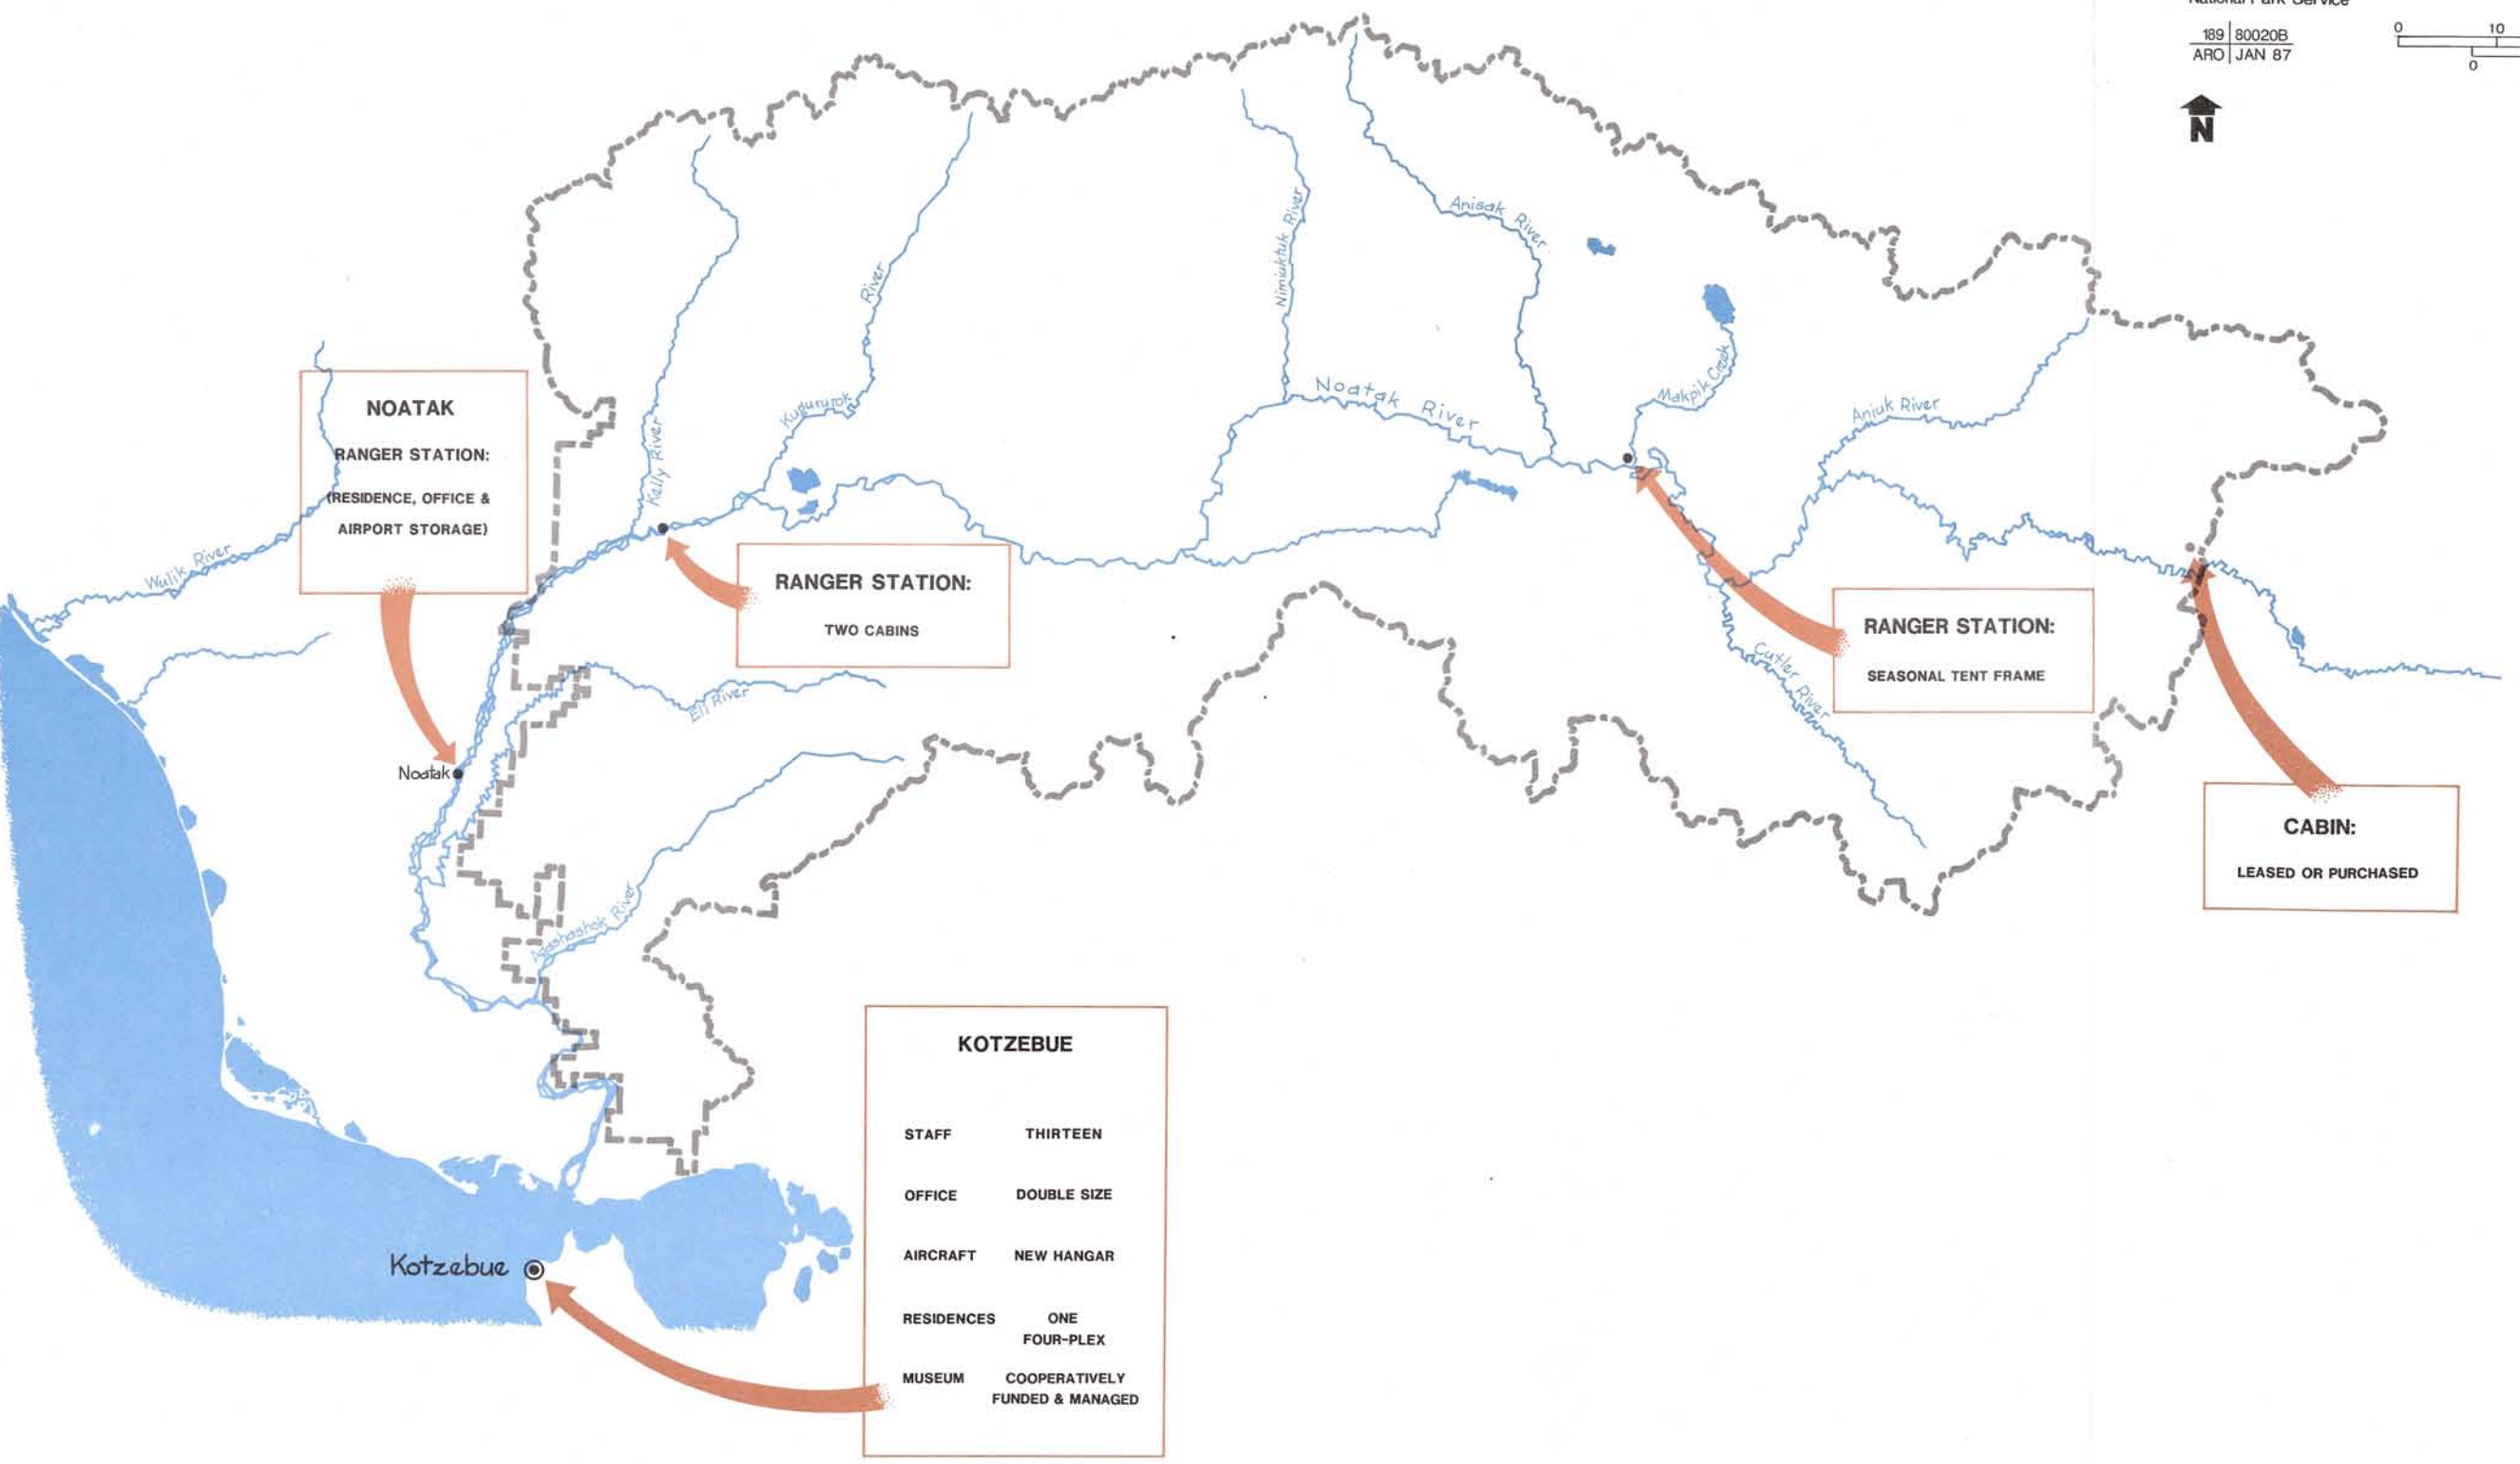 National Park Service
0 10
189 80020B
ARO JAN 87
0
N
Anisak River
Nimiuktuk River
River
Kugururok
Kelly River
Noatak River
Makpik Creek
Aniuk River
NOATAK
RANGER STATION:
(RESIDENCE, OFFICE &
AIRPORT STORAGE)
Wulik River
RANGER STATION:
TWO CABINS
RANGER STATION:
SEASONAL TENT FRAME
Cutler River
Eli River
Noatak
CABIN:
LEASED OR PURCHASED
Agashashok River
KOTZEBUE
STAFF THIRTEEN
OFFICE DOUBLE SIZE
AIRCRAFT NEW HANGAR
RESIDENCES ONE
FOUR-PLEX
MUSEUM COOPERATIVELY
FUNDED & MANAGED
Kotzebue